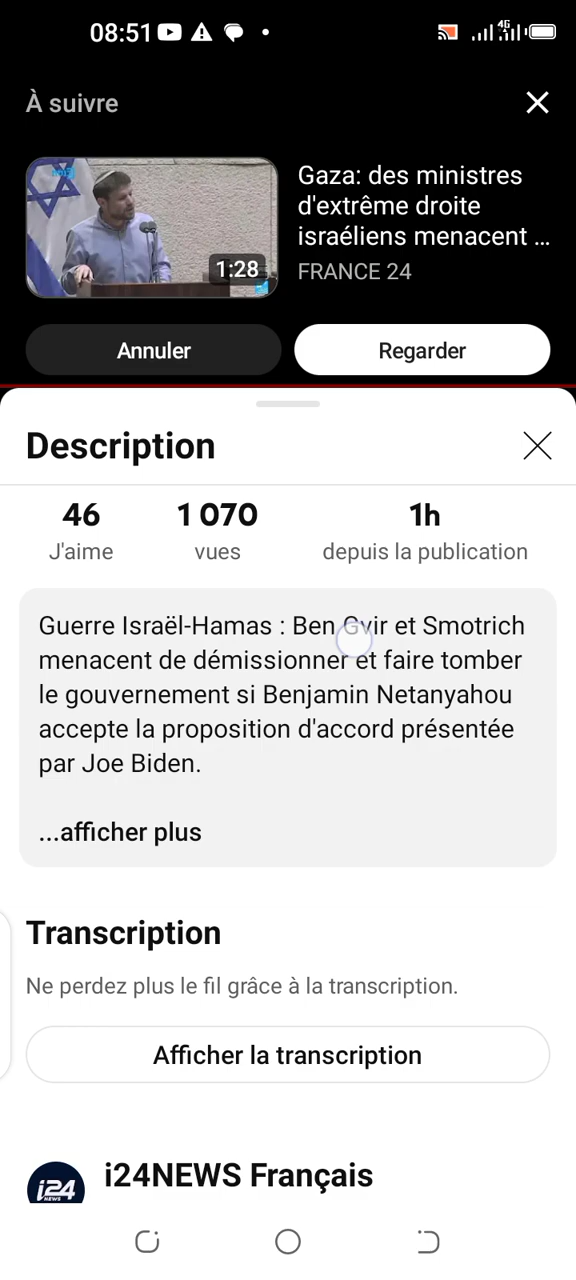 08:51
4G
À suivre
Gaza: des ministres
d'extrême droite
israéliens menacent ...
1:28
FRANCE 24
Annuler
Regarder
Description
46
1 070
1h
J'aime
vues
depuis la publication
Guerre Israël-Hamas : Ben Gvir et Smotrich
menacent de démissionner et faire tomber
le gouvernement si Benjamin Netanyahou
accepte la proposition d'accord présentée
par Joe Biden.
...afficher plus
Transcription
Ne perdez plus le fil grâce à la transcription.
Afficher la transcription
i24NEWS Français
i24
NEWS